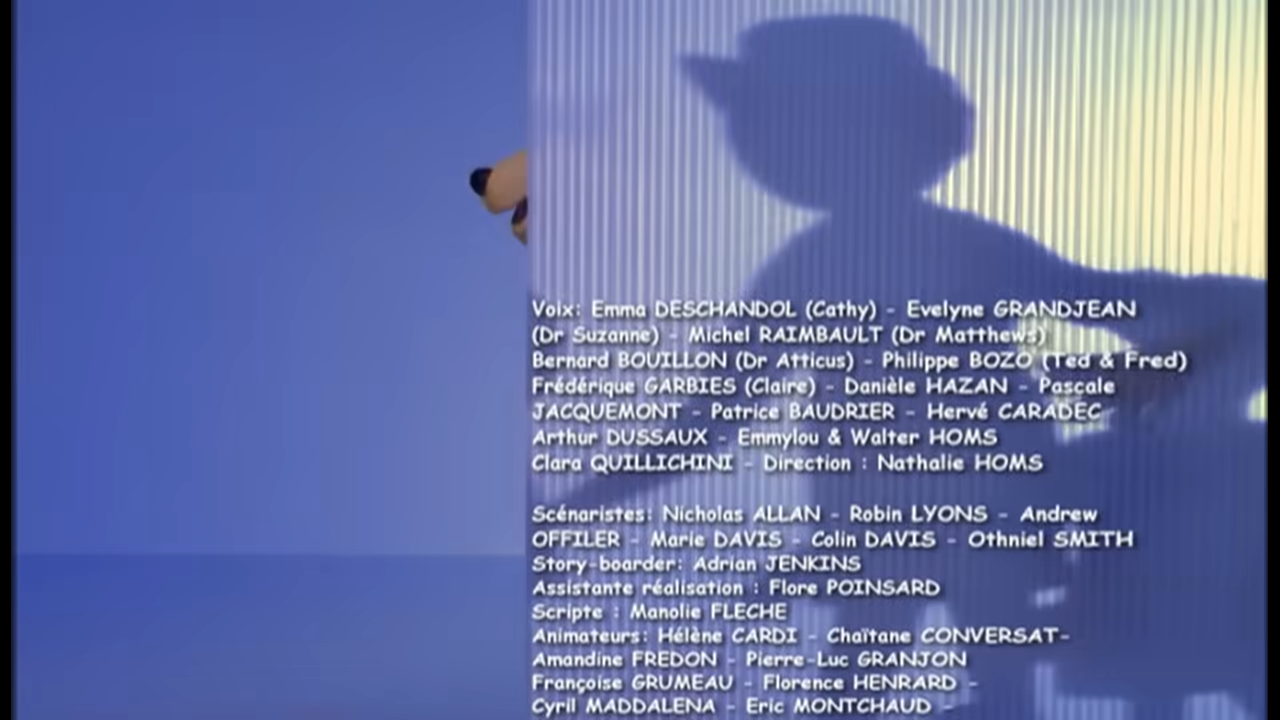 Voix: Emma DESCHANDOL (Cathy) - Evelyne GRANDJEAN
(Dr Suzanne) - Michel RAIMBAULT (Dr Matthews)
Bernard BOUILLON (Dr Atticus) - Philippe BOZO (Ted & Fred)
Frédérique GARBIES (Claire) - Danièle HAZAN - Pascale
JACQUEMONT - Patrice BAUDRIER - Hervé CARADEC
Arthur DUSSAUX - Emmylou & Walter HOMS
Clara QUILLICHINI - Direction : Nathalie HOMS
Scénaristes: Nicholas ALLAN - Robin LYONS - Andrew
OFFILER - Marie DAVIS - Colin DAVIS - Othniel SMITH
Story-boarder: Adrian JENKINS
Assistante réalisation : Flore POINSARD
Scripte : Manolie FLECHE
Animateurs: Hélène CARDI - Chaïtane CONVERSAT-
Amandine FREDON - Pierre-Luc GRANJON
Françoise GRUMEAU - Florence HENRARD -
Cyril MADDALENA - Eric MONTCHAUD -